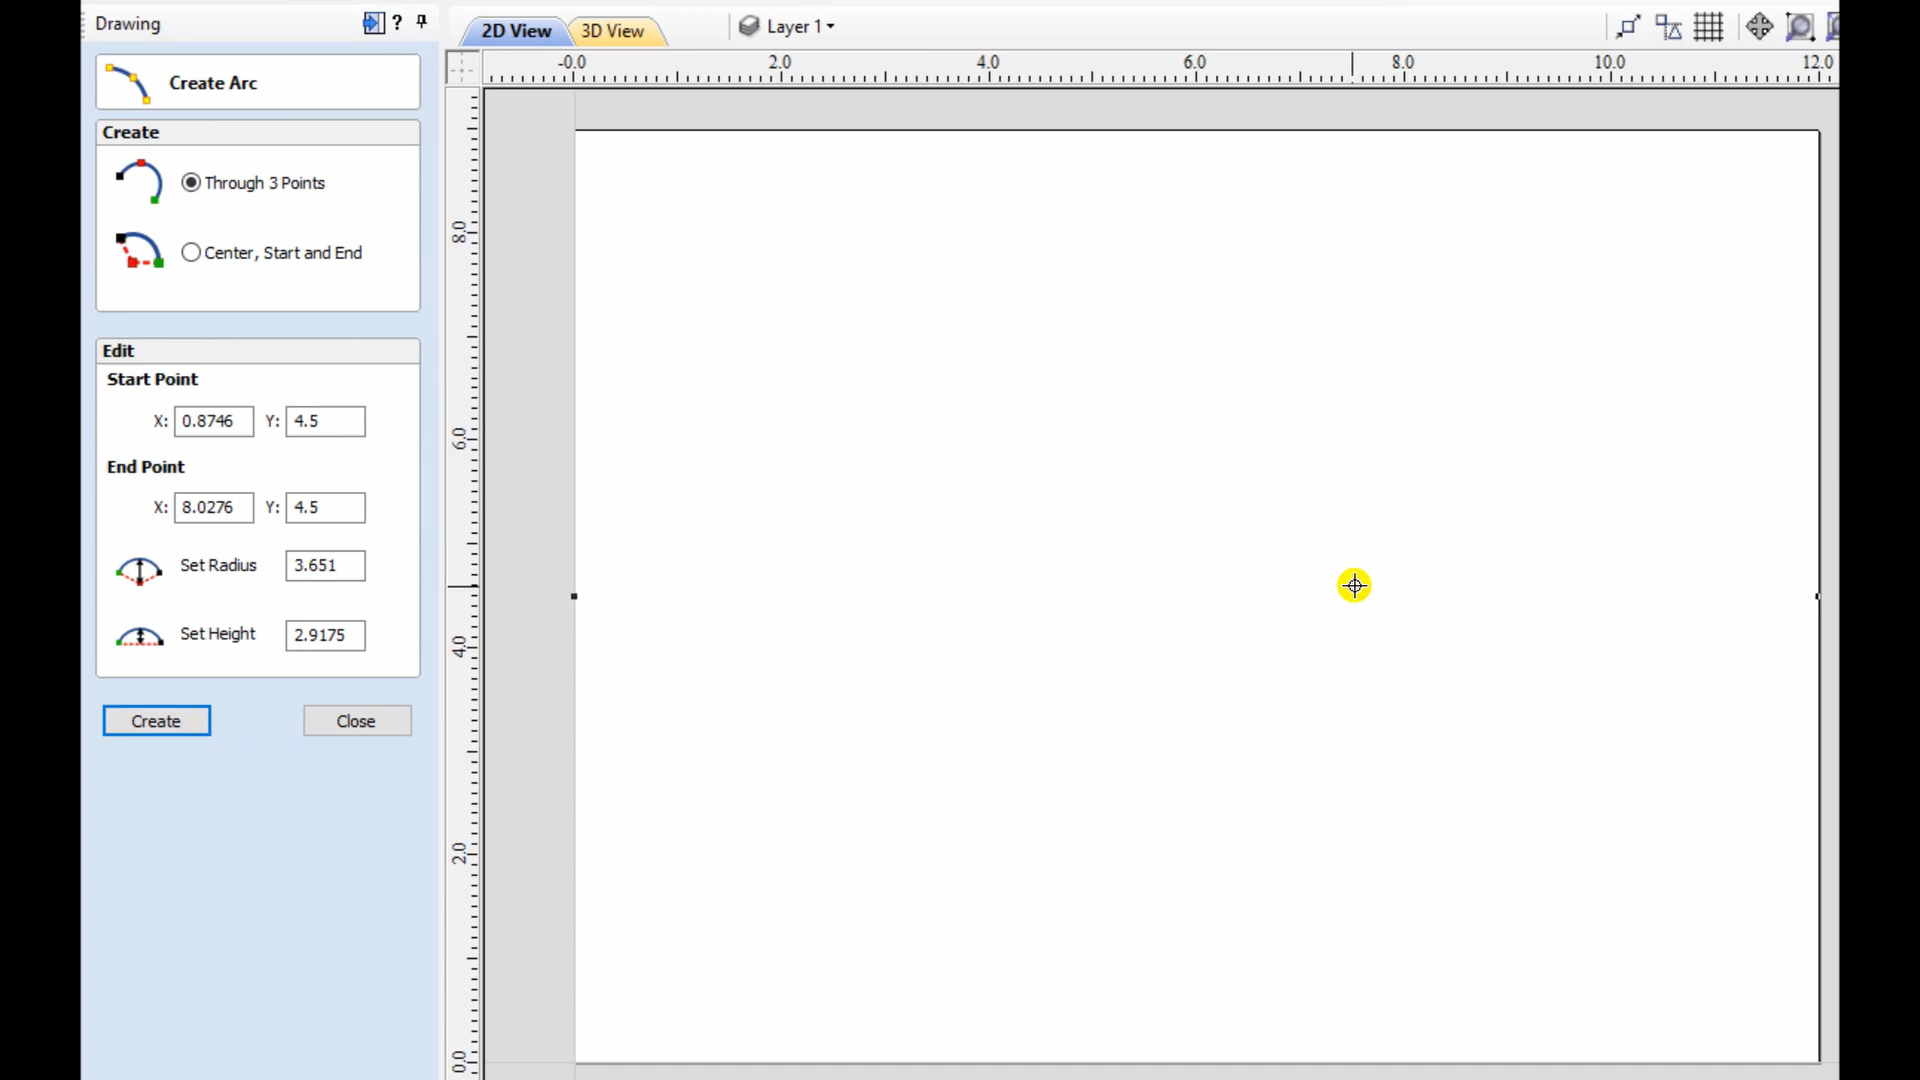 Drawing
?
2D View
3D View
Layer 1
Create Arc
-0.0 2.0 4.0 6.0 8.0 10.0 12.0
Create
Through 3 Points
Center, Start and End
8.0
Edit
Start Point
X: 0.8746 Y: 4.5
6.0
End Point
X: 8.0276 Y: 4.5
Set Radius 3.651
Set Height 2.9175
4.0
Create
Close
2.0
0.0